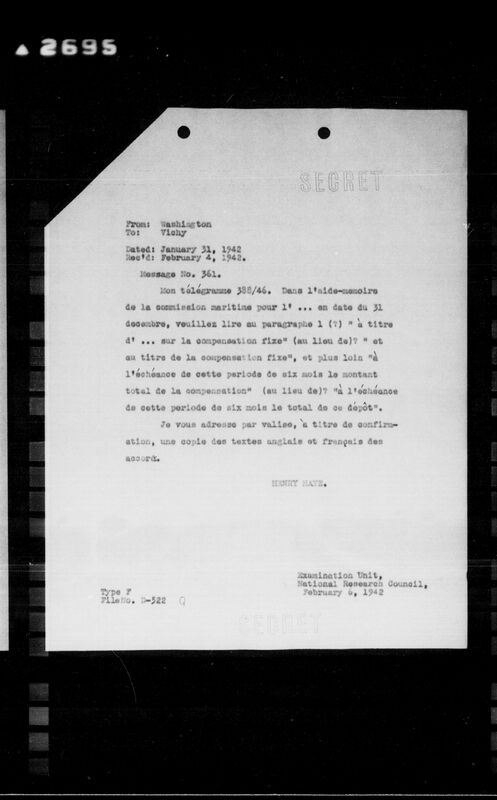 ▲ 2695
SECRET
From: Washington
To: Vichy
Dated: January 31, 1942
Rec'd: February 4, 1942.
Message No. 361.
Mon télégramme 388/46. Dans l'aide-memoire
de la commission maritime pour l' ... en date du 31
decembre, veuillez lire au paragraphe 1 (?) " à titre
d' ... sur la compensation fixe" (au lieu de)? " et
au titre de la compensation fixe", et plus loin "à
l'échéance de cette periode de six mois le montant
total de la compensation" (au lieu de)? "à l'échéance
de cette periode de six mois le total de ce dépôt".
Je vous adresse par valise, à titre de confirm-
ation, une copie des textes anglais et français des
accord.
HENRY HAYE.
Examination Unit,
National Research Council,
February 6, 1942
Type F
File No. D-522 Q
SECRET